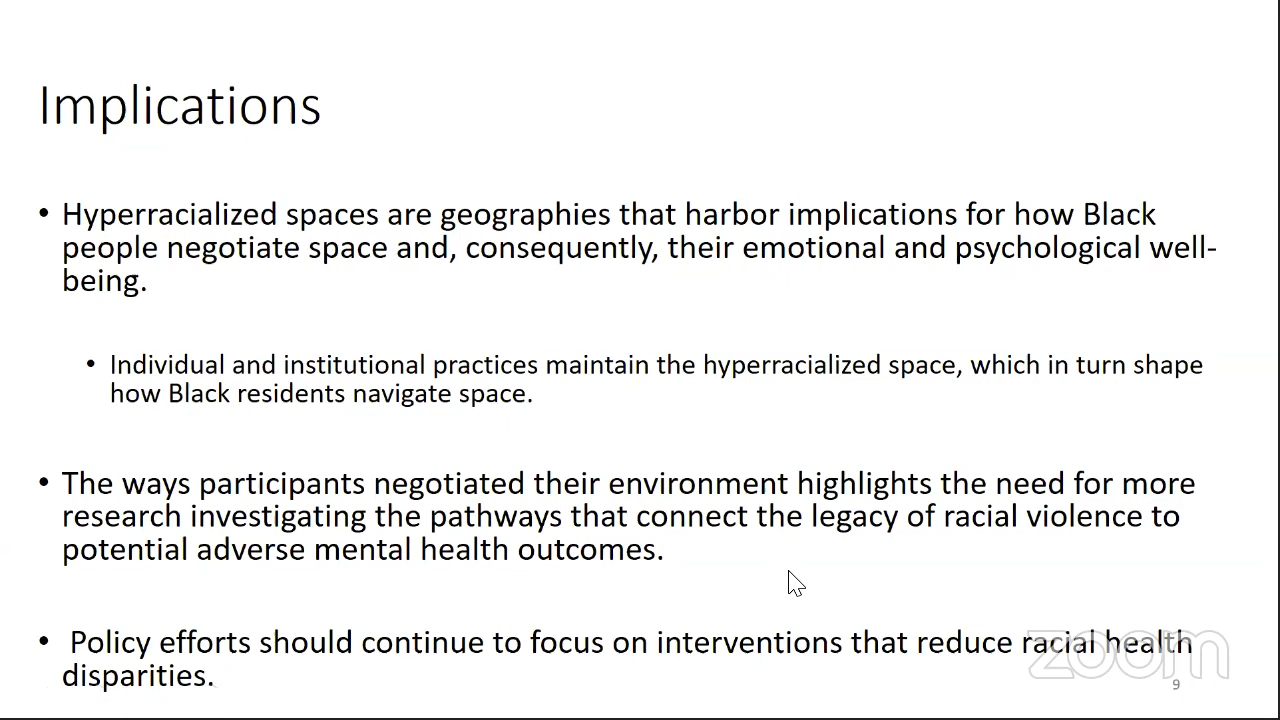 Implications
• Hyperracialized spaces are geographies that harbor implications for how Black
people negotiate space and, consequently, their emotional and psychological well-
being.
• Individual and institutional practices maintain the hyperracialized space, which in turn shape
how Black residents navigate space.
• The ways participants negotiated their environment highlights the need for more
research investigating the pathways that connect the legacy of racial violence to
potential adverse mental health outcomes.
• Policy efforts should continue to focus on interventions that reduce racial health
disparities.
zoom
9